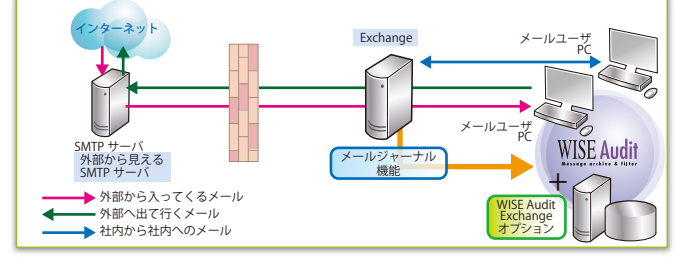 インターネット
SMTP サーバ
外部から見える
SMTP サーバ
Exchange
メールユーザ
PC
メールユーザ
PC
メールジャーナル
機能
WISE Audit
Message archive & filter
+
WISE Audit
Exchange
オプション
外部から入ってくるメール
外部へ出て行くメール
社内から社内へのメール